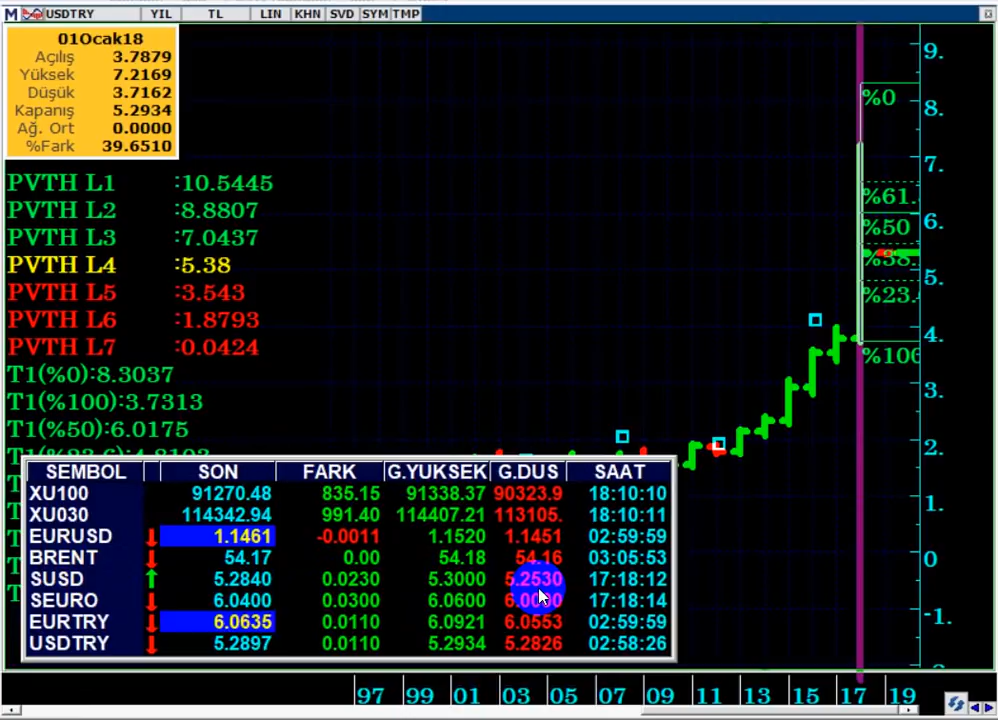 M USDTRY YIL TL LIN KHN SVD SYM TMP
01Ocak18
Açılış 3.7879
Yüksek 7.2169
Düşük 3.7162
Kapanış 5.2934
Ağ. Ort 0.0000
%Fark 39.6510
PVTH L1 :10.5445
PVTH L2 :8.8807
PVTH L3 :7.0437
PVTH L4 :5.38
PVTH L5 :3.543
PVTH L6 :1.8793
PVTH L7 :0.0424
T1(%0):8.3037
T1(%100):3.7313
T1(%50):6.0175
%0
%61.
%50
%38.
%23.
%100
9.
8.
7.
6.
5.
4.
3.
2.
1.
0
-1.
SEMBOL SON FARK G.YUKSEK G.DUS SAAT
XU100 91270.48 835.15 91338.37 90323.9 18:10:10
XU030 114342.94 991.40 114407.21 113105. 18:10:11
EURUSD 1.1461 -0.0011 1.1520 1.1451 02:59:59
BRENT 54.17 0.00 54.18 54.16 03:05:53
SUSD 5.2840 0.0230 5.3000 5.2530 17:18:12
SEURO 6.0400 0.0300 6.0600 17:18:14
EURTRY 6.0635 0.0110 6.0921 6.0553 02:59:59
USDTRY 5.2897 0.0110 5.2934 5.2826 02:58:26
97 99 01 03 05 07 09 11 13 15 17 19